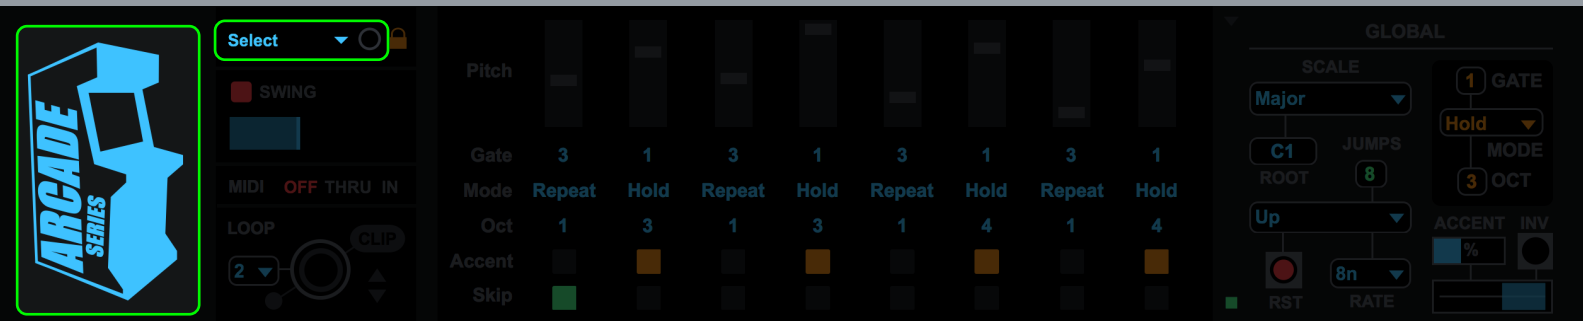 ARCADE
SERIES
Select
SWING
MIDI OFF THRU IN
LOOP
CLIP
2
Pitch
Gate 3 1 3 1 3 1 3 1
Mode Repeat Hold Repeat Hold Repeat Hold Repeat Hold
Oct 1 3 1 3 1 4 1 4
Accent
Skip
GLOBAL
SCALE
Major
C1
ROOT
JUMPS
8
Up
RST
8n
RATE
1 GATE
Hold
MODE
3 OCT
ACCENT INV
%